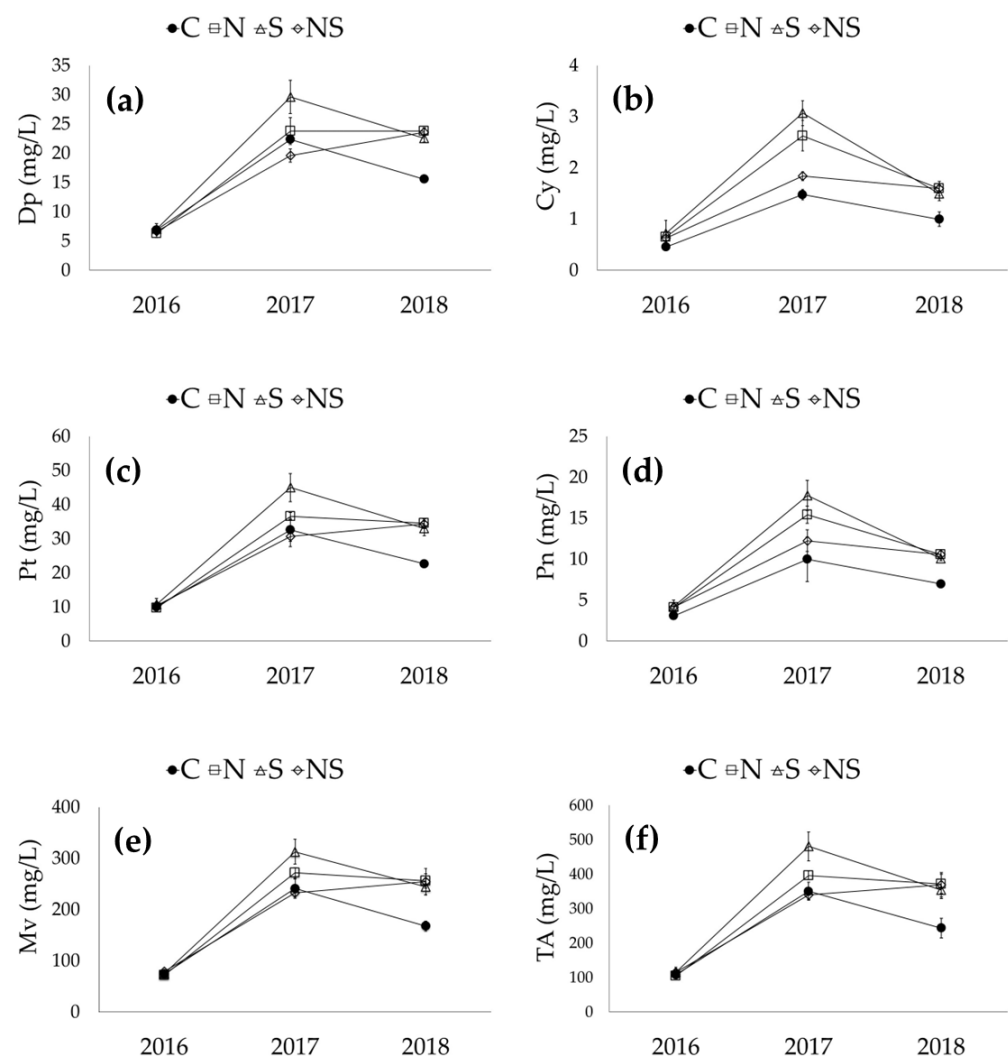 ●C □N △S ◇NS
(a)
Dp (mg/L)
35
30
25
20
15
10
5
0
2016 2017 2018
●C □N △S ◇NS
(b)
Cy (mg/L)
4
3
2
1
0
2016 2017 2018
●C □N △S ◇NS
(c)
Pt (mg/L)
60
50
40
30
20
10
0
2016 2017 2018
●C □N △S ◇NS
(d)
Pn (mg/L)
25
20
15
10
5
0
2016 2017 2018
●C □N △S ◇NS
(e)
Mv (mg/L)
400
300
200
100
0
2016 2017 2018
●C □N △S ◇NS
(f)
TA (mg/L)
600
500
400
300
200
100
0
2016 2017 2018